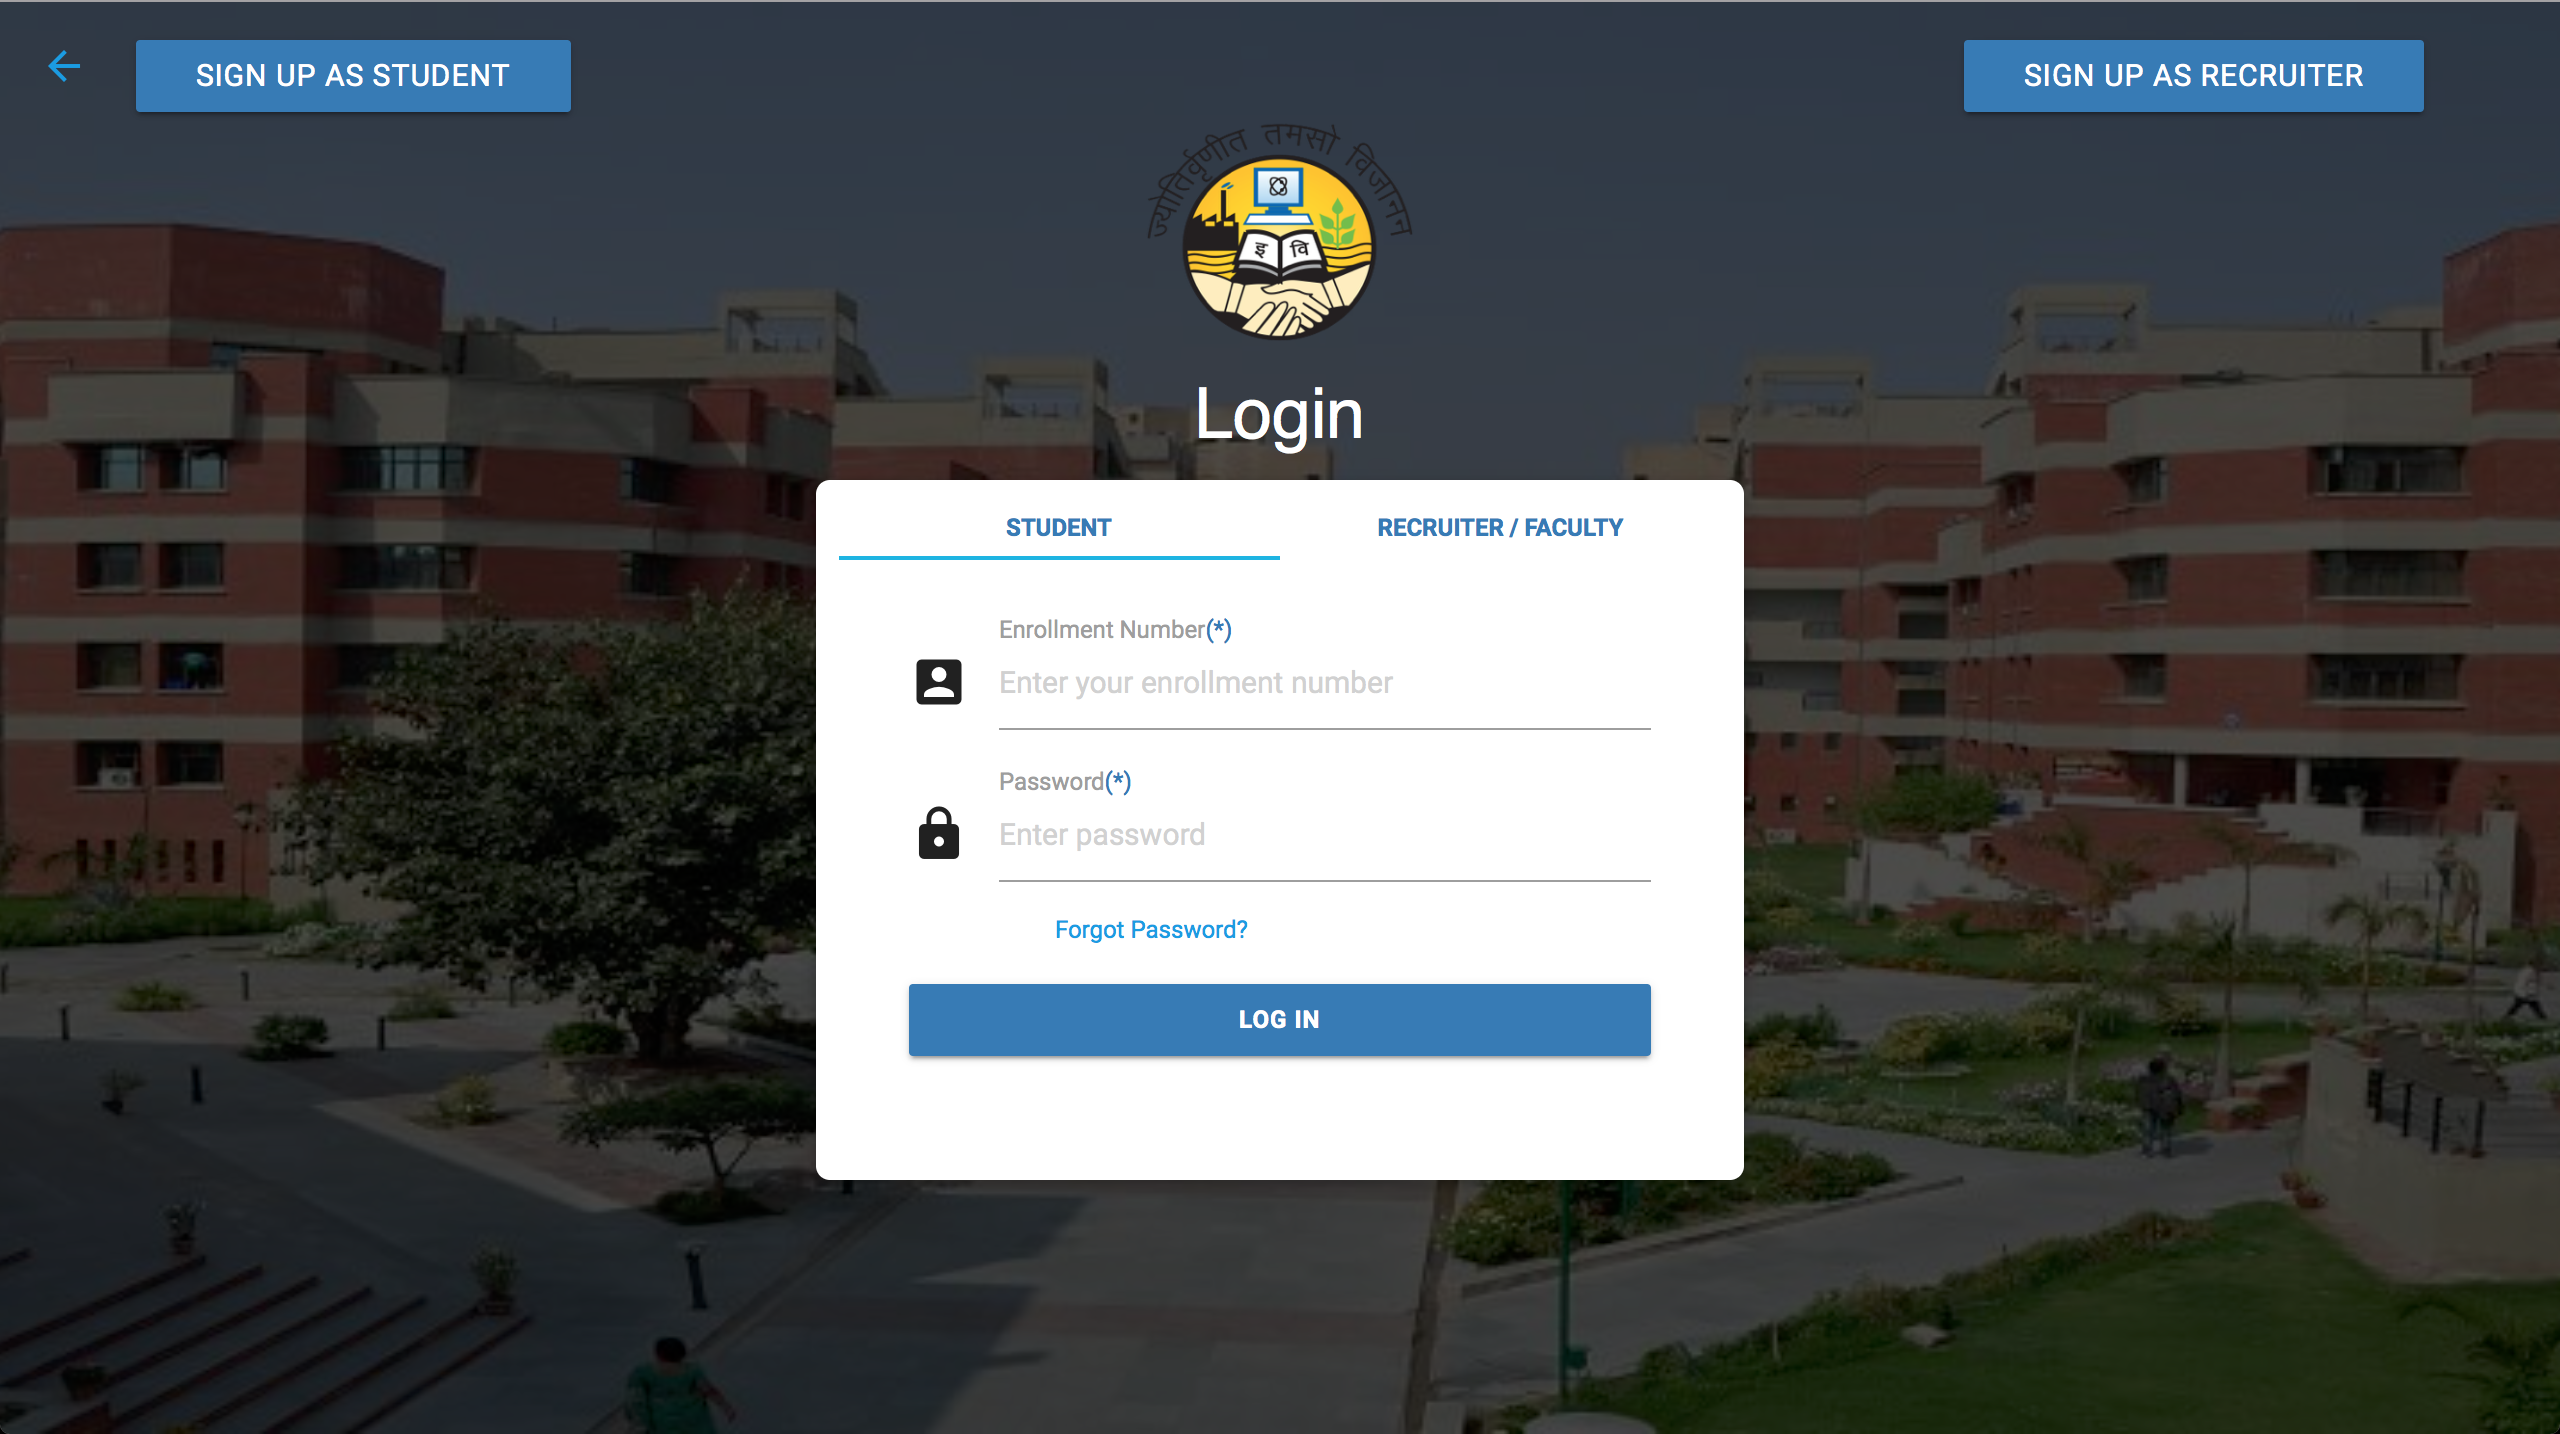 SIGN UP AS STUDENT
SIGN UP AS RECRUITER
ज्योतिर्वृणीत तमसो विजानन
इ वि
Login
STUDENT
RECRUITER / FACULTY
Enrollment Number(*)
Enter your enrollment number
Password(*)
Enter password
Forgot Password?
LOG IN